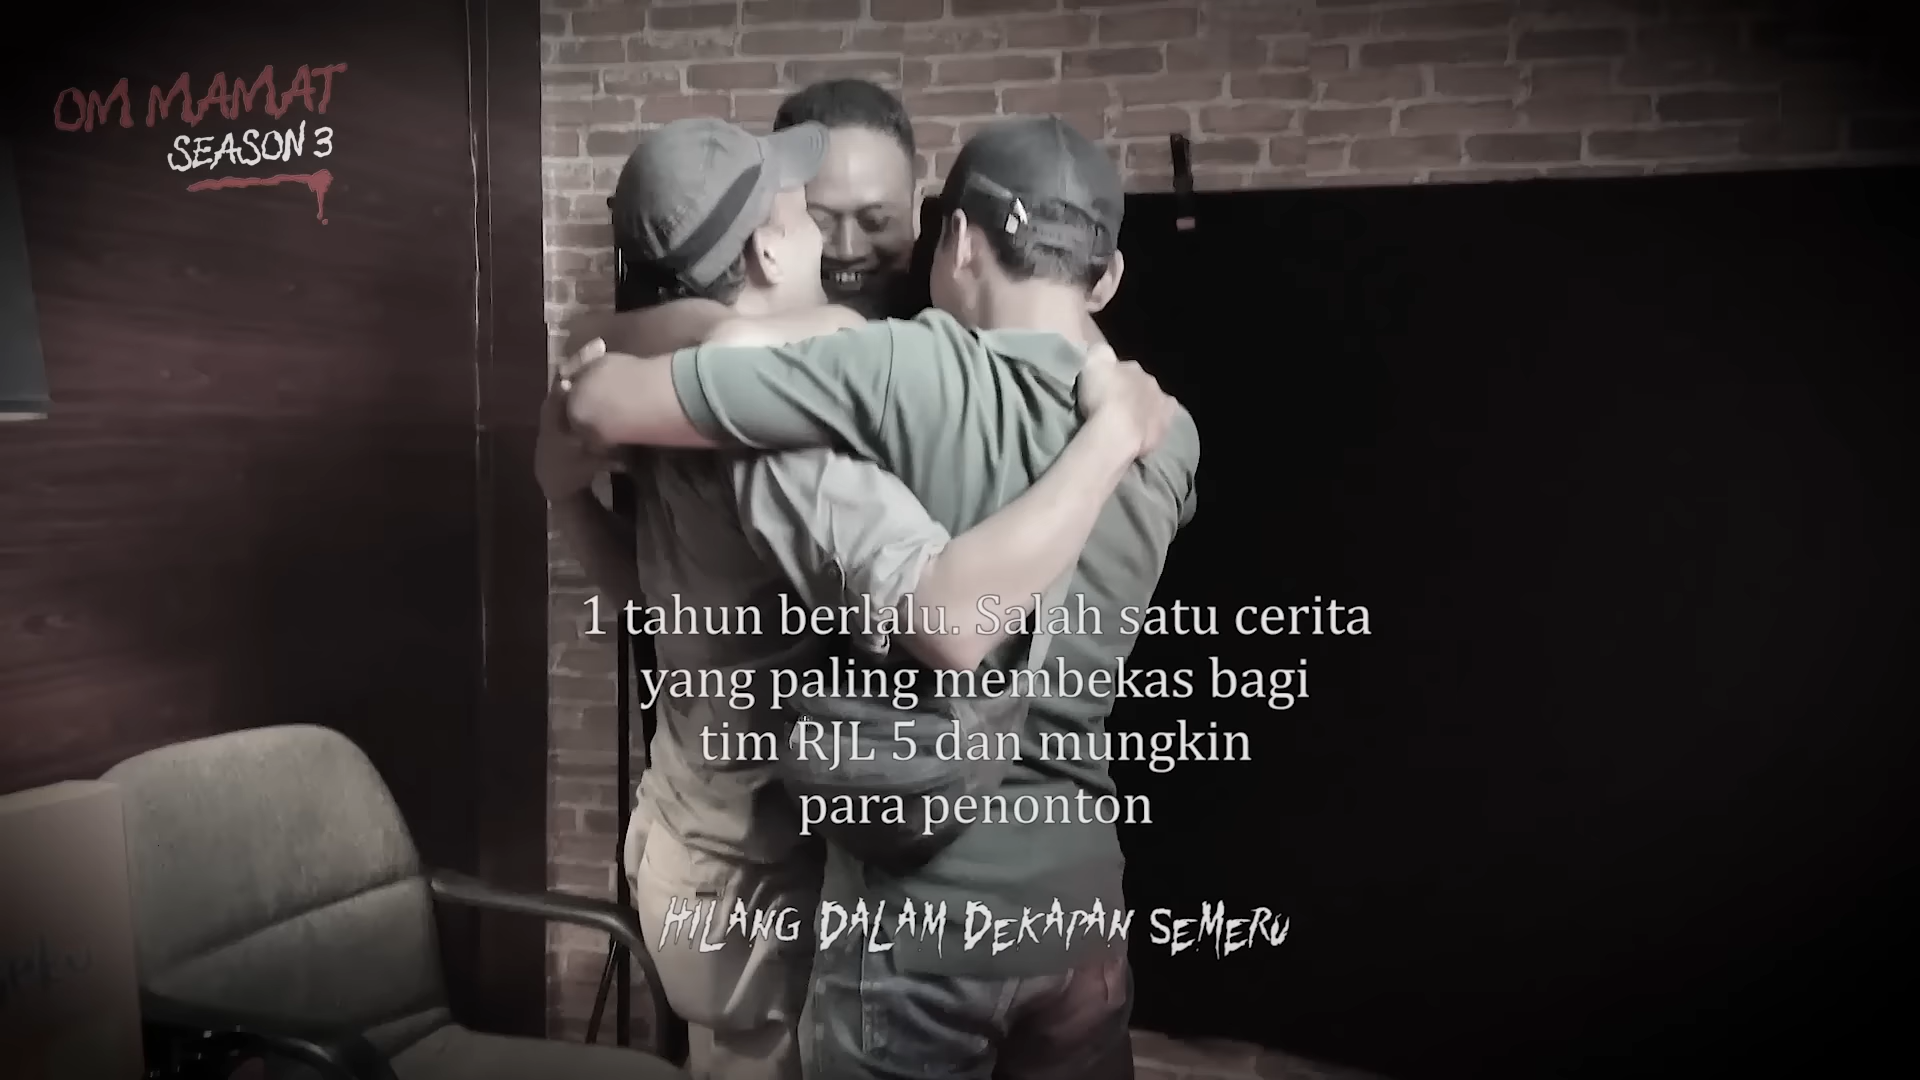 OM MAMAT
SEASON 3
1 tahun berlalu. Salah satu cerita
yang paling membekas bagi
tim RJL 5 dan mungkin
para penonton
HILANG DALAM DEKAPAN SEMERU